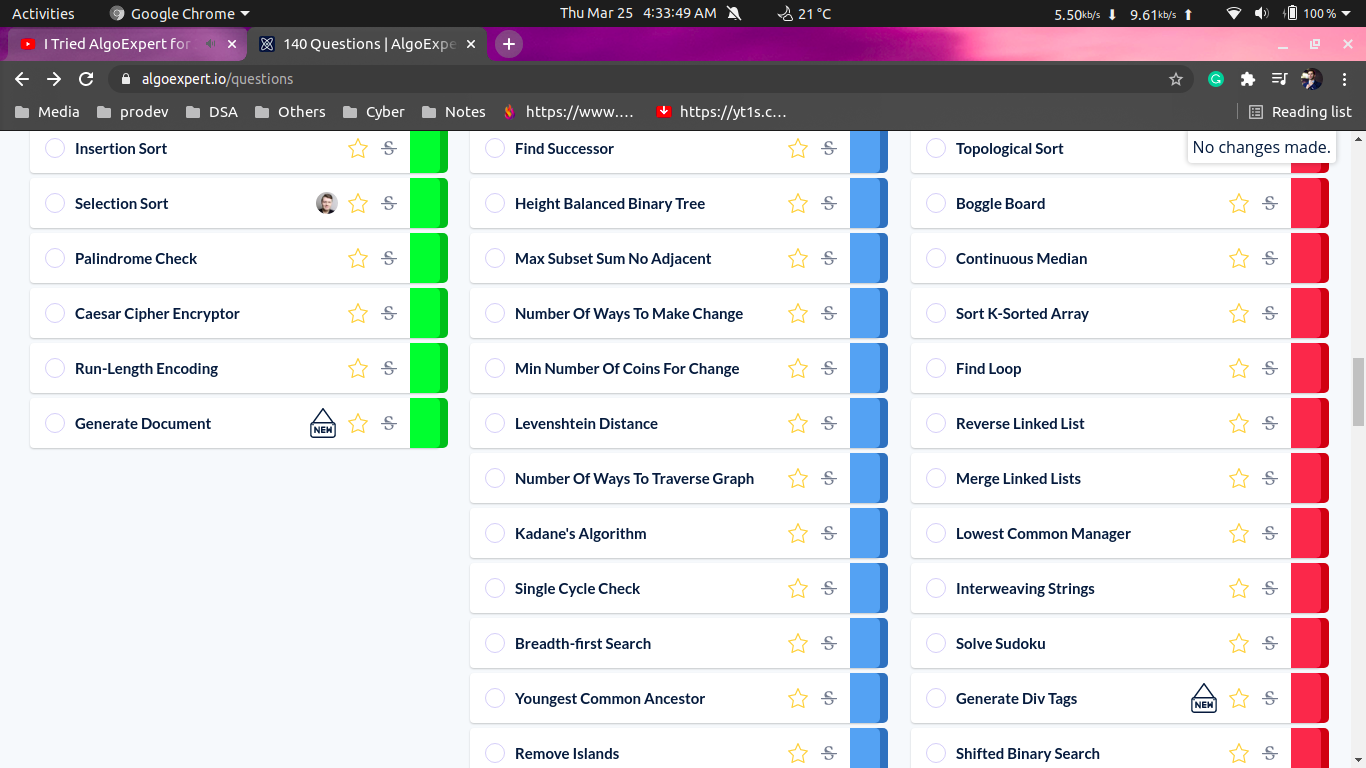 Activities Google Chrome Thu Mar 25 4:33:49 AM 21 °C 5.50kb/s 9.61kb/s 100 %
I Tried AlgoExpert for 140 Questions | AlgoExpe
algoexpert.io/questions
Media prodev DSA Others Cyber Notes https://www.... https://yt1s.c... Reading list
No changes made.
Insertion Sort
Selection Sort
Palindrome Check
Caesar Cipher Encryptor
Run-Length Encoding
Generate Document NEW
Find Successor
Height Balanced Binary Tree
Max Subset Sum No Adjacent
Number Of Ways To Make Change
Min Number Of Coins For Change
Levenshtein Distance
Number Of Ways To Traverse Graph
Kadane's Algorithm
Single Cycle Check
Breadth-first Search
Youngest Common Ancestor
Remove Islands
Topological Sort
Boggle Board
Continuous Median
Sort K-Sorted Array
Find Loop
Reverse Linked List
Merge Linked Lists
Lowest Common Manager
Interweaving Strings
Solve Sudoku
Generate Div Tags NEW
Shifted Binary Search